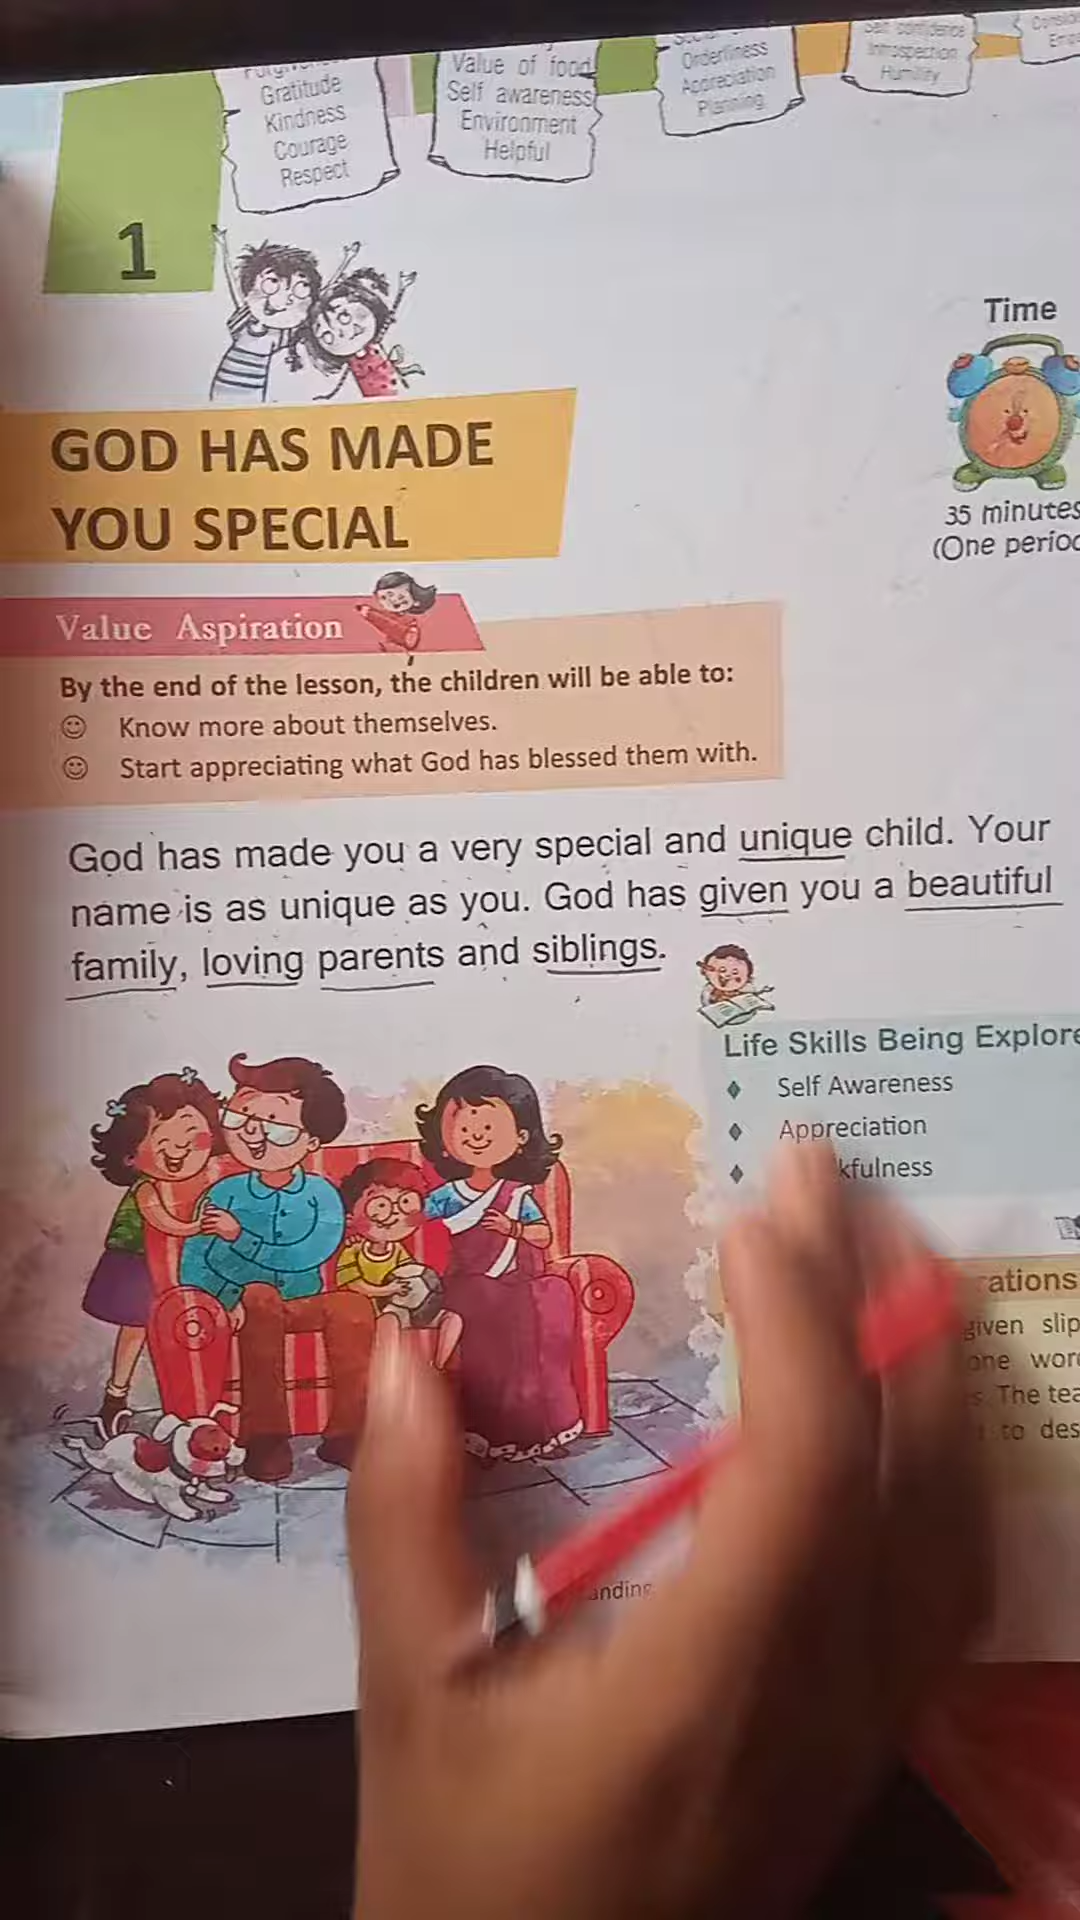 Gratitude
Kindness
Courage
Respect
Value of food
Self awareness
Environment
Helpful
Orderliness
Appreciation
Planning
Self confidence
Introspection
Humility
1
Time
35 minutes
(One period
GOD HAS MADE
YOU SPECIAL
Value Aspiration
By the end of the lesson, the children will be able to:
Know more about themselves.
Start appreciating what God has blessed them with.
God has made you a very special and unique child. Your
name is as unique as you. God has given you a beautiful
family, loving parents and siblings.
Life Skills Being Explore
Self Awareness
Appreciation
kfulness
rations
given slip
one word
s. The tea
to des
anding